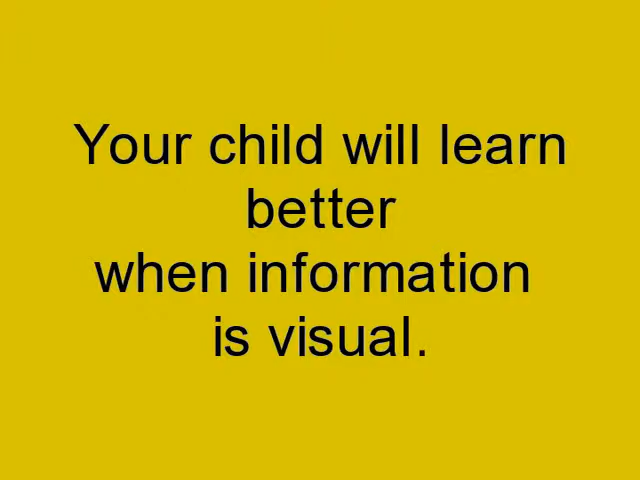 Your child will learn
better
when information
is visual.